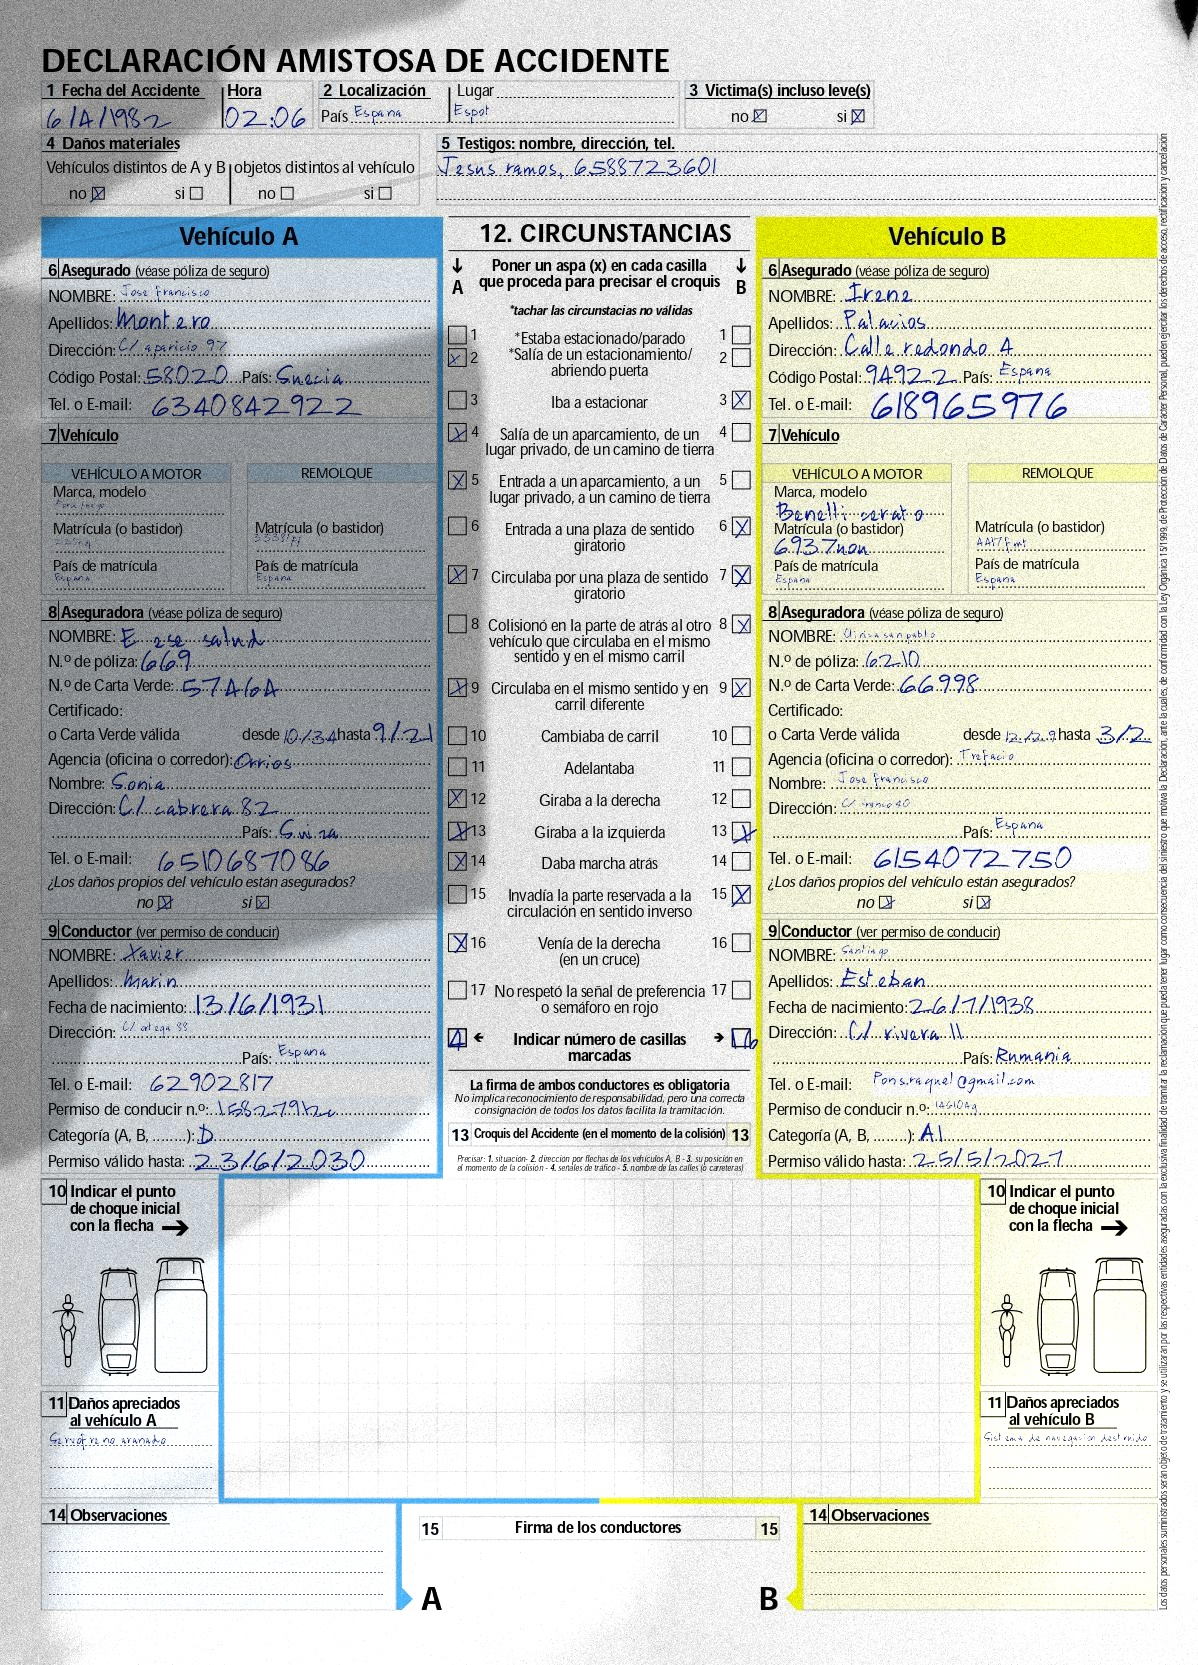 DECLARACIÓN AMISTOSA DE ACCIDENTE
1 Fecha del Accidente Hora 2 Localización Lugar 3 Victima(s) incluso leve(s)
6/4/1982 02:06 País España Espot no X si X
4 Daños materiales 5 Testigos: nombre, dirección, tel.
Vehículos distintos de A y B objetos distintos al vehículo Jesus ramos, 6588723601
no X si no si
Vehículo A
6 Asegurado (véase póliza de seguro)
NOMBRE: Jose francisco
Apellidos: Montero
Dirección: C/ aparicio 97
Código Postal: 58020 País: Suecia
Tel. o E-mail: 6340842922
7 Vehículo
VEHÍCULO A MOTOR REMOLQUE
Marca, modelo
Matrícula (o bastidor) Matrícula (o bastidor)
País de matrícula País de matrícula
España España
8 Aseguradora (véase póliza de seguro)
NOMBRE: E ese salud
N.º de póliza: 669
N.º de Carta Verde: 57464
Certificado:
o Carta Verde válida desde 10/34 hasta 9/21
Agencia (oficina o corredor): Orrios
Nombre: Sonia
Dirección: C/ cabrera 82
País: Suiza
Tel. o E-mail: 6510687086
¿Los daños propios del vehículo están asegurados?
no X si X
9 Conductor (ver permiso de conducir)
NOMBRE: Xavier
Apellidos: Marin
Fecha de nacimiento: 13/6/1931
Dirección: C/ ortega 88
País: España
Tel. o E-mail: 62902817
Permiso de conducir n.º:
Categoría (A, B, ........): D
Permiso válido hasta: 23/6/2030
12. CIRCUNSTANCIAS
Poner un aspa (x) en cada casilla
A que proceda para precisar el croquis B
*tachar las circunstacias no válidas
1 *Estaba estacionado/parado 1
X 2 *Salía de un estacionamiento/ 2
abriendo puerta
3 Iba a estacionar 3 X
X 4 Salía de un aparcamiento, de un 4
lugar privado, de un camino de tierra
X 5 Entrada a un aparcamiento, a un 5
lugar privado, a un camino de tierra
6 Entrada a una plaza de sentido 6 X
giratorio
X 7 Circulaba por una plaza de sentido 7 X
giratorio
8 Colisionó en la parte de atrás al otro 8 X
vehículo que circulaba en el mismo
sentido y en el mismo carril
X 9 Circulaba en el mismo sentido y en 9 X
carril diferente
10 Cambiaba de carril 10
11 Adelantaba 11
X 12 Giraba a la derecha 12
X 13 Giraba a la izquierda 13 X
X 14 Daba marcha atrás 14
15 Invadía la parte reservada a la 15 X
circulación en sentido inverso
X 16 Venía de la derecha 16
(en un cruce)
17 No respetó la señal de preferencia 17
o semáforo en rojo
4 Indicar número de casillas 16
marcadas
La firma de ambos conductores es obligatoria
No implica reconocimiento de responsabilidad, pero una correcta
consignación de todos los datos facilita la tramitación.
13 Croquis del Accidente (en el momento de la colisión) 13
Precisar: 1. situación- 2. dirección por flechas de los vehículos A, B - 3. su posición en
el momento de la colisión - 4. señales de tráfico - 5. nombre de las calles (o carreteras)
Vehículo B
6 Asegurado (véase póliza de seguro)
NOMBRE: Irene
Apellidos: Palacios
Dirección: Calle redondo 4
Código Postal: 94922 País: España
Tel. o E-mail: 618965976
7 Vehículo
VEHÍCULO A MOTOR REMOLQUE
Marca, modelo
Benelli cerato
Matrícula (o bastidor) Matrícula (o bastidor)
6937non
País de matrícula País de matrícula
España España
8 Aseguradora (véase póliza de seguro)
NOMBRE: Clinica san pablo
N.º de póliza: 6210
N.º de Carta Verde: 66998
Certificado:
o Carta Verde válida desde 12/29 hasta 3/2
Agencia (oficina o corredor): Trefacio
Nombre: Jose francisco
Dirección:
País: España
Tel. o E-mail: 6154072750
¿Los daños propios del vehículo están asegurados?
no X si X
9 Conductor (ver permiso de conducir)
NOMBRE: Santiago
Apellidos: Esteban
Fecha de nacimiento: 26/7/1938
Dirección: C/ rivera 11
País: Rumania
Tel. o E-mail: Pons.raquel@gmail.com
Permiso de conducir n.º:
Categoría (A, B, ........): A1
Permiso válido hasta: 25/5/2027
10 Indicar el punto
de choque inicial
con la flecha
11 Daños apreciados
al vehículo A
Servofreno aranado
10 Indicar el punto
de choque inicial
con la flecha
11 Daños apreciados
al vehículo B
Sistema de navegacion destruido
14 Observaciones
15 Firma de los conductores 15
A B
14 Observaciones
Los datos personales suministrados seran objeto de tratamiento y se utilizaran por las respectivas entidades aseguradas con la exclusiva finalidad de tramitar la reclamación que pueda tener lugar como consecuencia del siniestro que motiva la Declaración, ante la cuales, de conformidad con la Ley Orgánica 15/1999, de Protección de Datos de Carácter Personal, pueden ejercitar los derechos de acceso, rectificación y cancelación